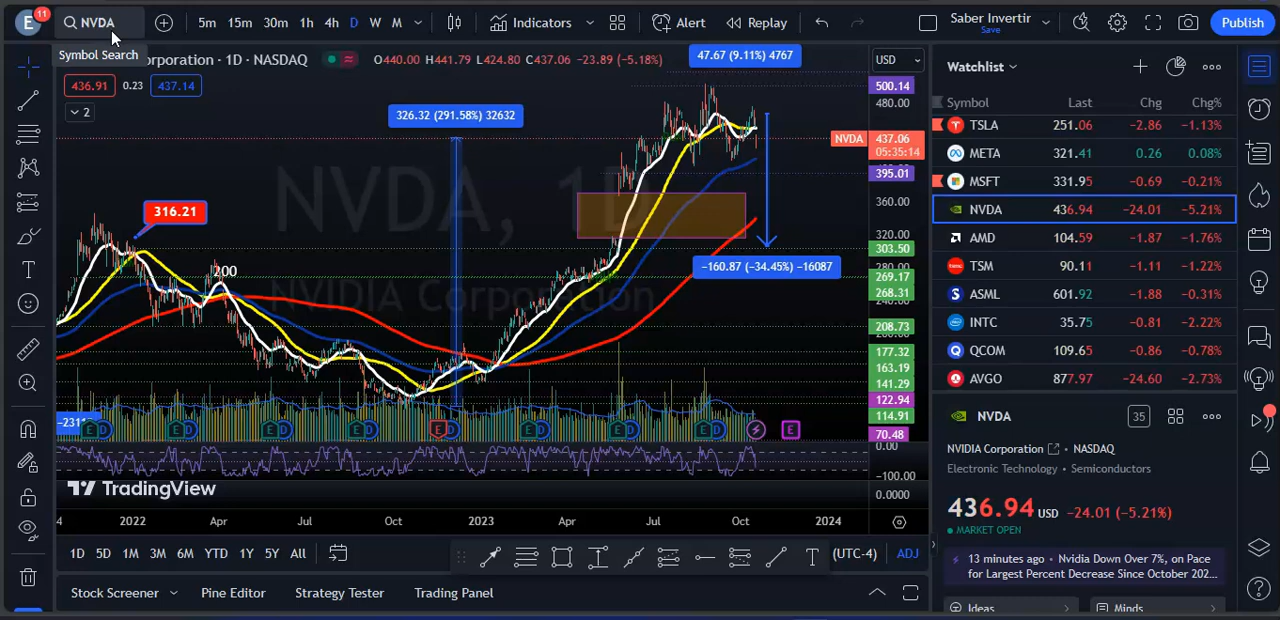 E 11 NVDA 5m 15m 30m 1h 4h D W M Indicators Alert Replay Saber Invertir Save Publish
Symbol Search
orporation · 1D · NASDAQ O440.00 H441.79 L424.80 C437.06 −23.89 (−5.18%)
436.91 0.23 437.14
2
47.67 (9.11%) 4767
326.32 (291.58%) 32632
316.21
200
−160.87 (−34.45%) −16087
NVDA, 1D
NVIDIA Corporation
USD
500.14
480.00
NVDA 437.06
05:35:14
395.01
360.00
320.00
303.50
280.00
269.17
268.31
208.73
177.32
163.19
141.29
122.94
114.91
70.48
0.00
−100.00
0.0000
TradingView
2022 Apr Jul Oct 2023 Apr Jul Oct 2024
1D 5D 1M 3M 6M YTD 1Y 5Y All (UTC-4) ADJ
Stock Screener Pine Editor Strategy Tester Trading Panel
Watchlist
Symbol Last Chg Chg%
TSLA 251.06 −2.86 −1.13%
META 321.41 0.26 0.08%
MSFT 331.95 −0.69 −0.21%
NVDA 436.94 −24.01 −5.21%
AMD 104.59 −1.87 −1.76%
TSM 90.11 −1.11 −1.22%
ASML 601.92 −1.88 −0.31%
INTC 35.75 −0.81 −2.22%
QCOM 109.65 −0.86 −0.78%
AVGO 877.97 −24.60 −2.73%
NVDA 35
NVIDIA Corporation • NASDAQ
Electronic Technology • Semiconductors
436.94 USD −24.01 (−5.21%)
MARKET OPEN
13 minutes ago • Nvidia Down Over 7%, on Pace
for Largest Percent Decrease Since October 202...
Ideas Minds